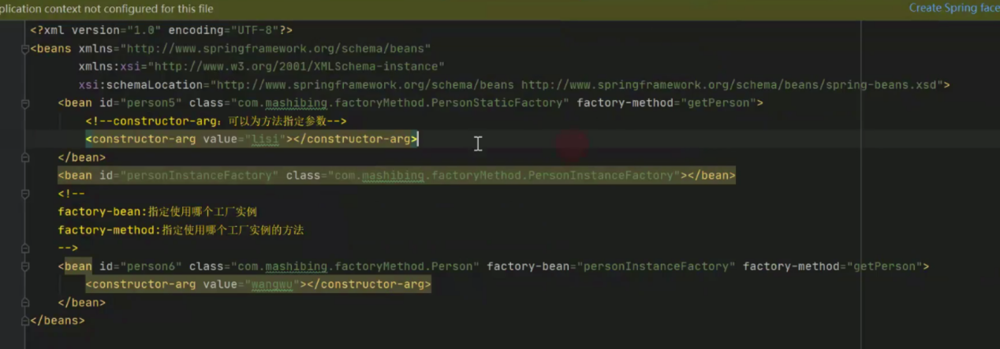 plication context not configured for this file
Create Spring face
<?xml version="1.0" encoding="UTF-8"?>
<beans xmlns="http://www.springframework.org/schema/beans"
xmlns:xsi="http://www.w3.org/2001/XMLSchema-instance"
xsi:schemaLocation="http://www.springframework.org/schema/beans http://www.springframework.org/schema/beans/spring-beans.xsd">
<bean id="person5" class="com.mashibing.factoryMethod.PersonStaticFactory" factory-method="getPerson">
<!--constructor-arg：可以为方法指定参数-->
<constructor-arg value="lisi"></constructor-arg>
</bean>
<bean id="personInstanceFactory" class="com.mashibing.factoryMethod.PersonInstanceFactory"></bean>
<!--
factory-bean:指定使用哪个工厂实例
factory-method:指定使用哪个工厂实例的方法
-->
<bean id="person6" class="com.mashibing.factoryMethod.Person" factory-bean="personInstanceFactory" factory-method="getPerson">
<constructor-arg value="wangwu"></constructor-arg>
</bean>
</beans>